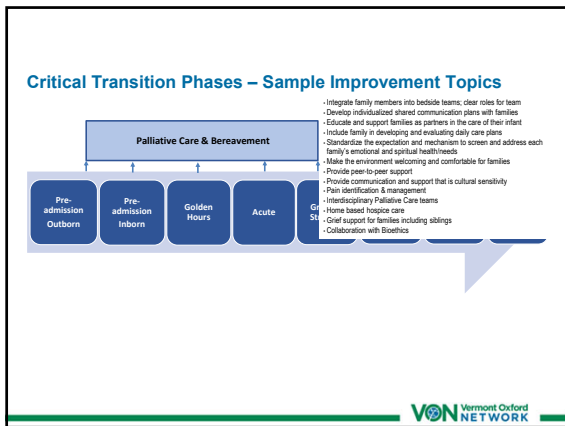 Critical Transition Phases – Sample Improvement Topics
Palliative Care & Bereavement
- Integrate family members into bedside teams; clear roles for team
- Develop individualized shared communication plans with families
- Educate and support families as partners in the care of their infant
- Include family in developing and evaluating daily care plans
- Standardize the expectation and mechanism to screen and address each
family's emotional and spiritual health/needs
- Make the environment welcoming and comfortable for families
- Provide peer-to-peer support
- Provide communication and support that is cultural sensitivity
- Pain identification & management
- Interdisciplinary Palliative Care teams
- Home based hospice care
- Grief support for families including siblings
- Collaboration with Bioethics
Pre-
admission
Outborn
Pre-
admission
Inborn
Golden
Hours
Acute
VON Vermont Oxford
NETWORK